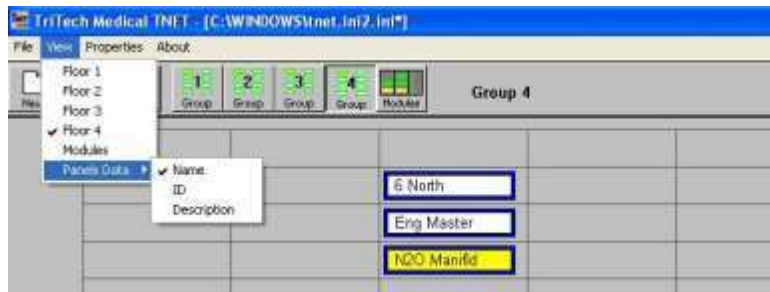 TriTech Medical TNET - [C:\WINDOWS\tnet.ini2.ini*]
File View Properties About
Floor 1
Floor 2
Floor 3
Floor 4
Modules
Panels Data
Name
ID
Description
1 Group
2 Group
3 Group
4 Group
Modules
Group 4
6 North
Eng Master
N2O Manifld